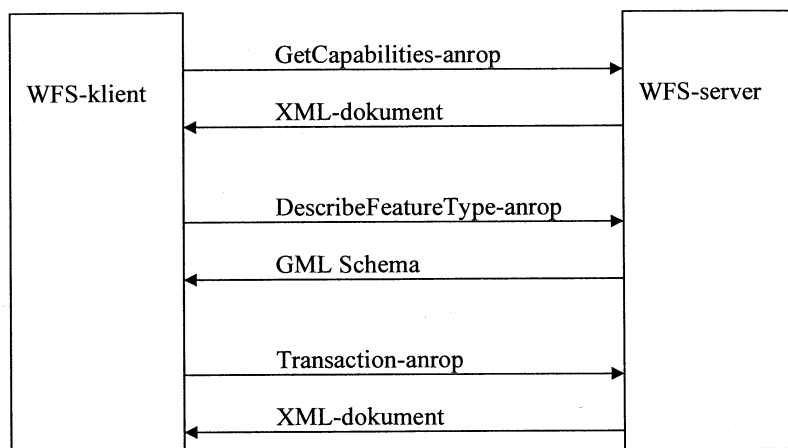 GetCapabilities-anrop
WFS-klient
WFS-server
XML-dokument
DescribeFeatureType-anrop
GML Schema
Transaction-anrop
XML-dokument